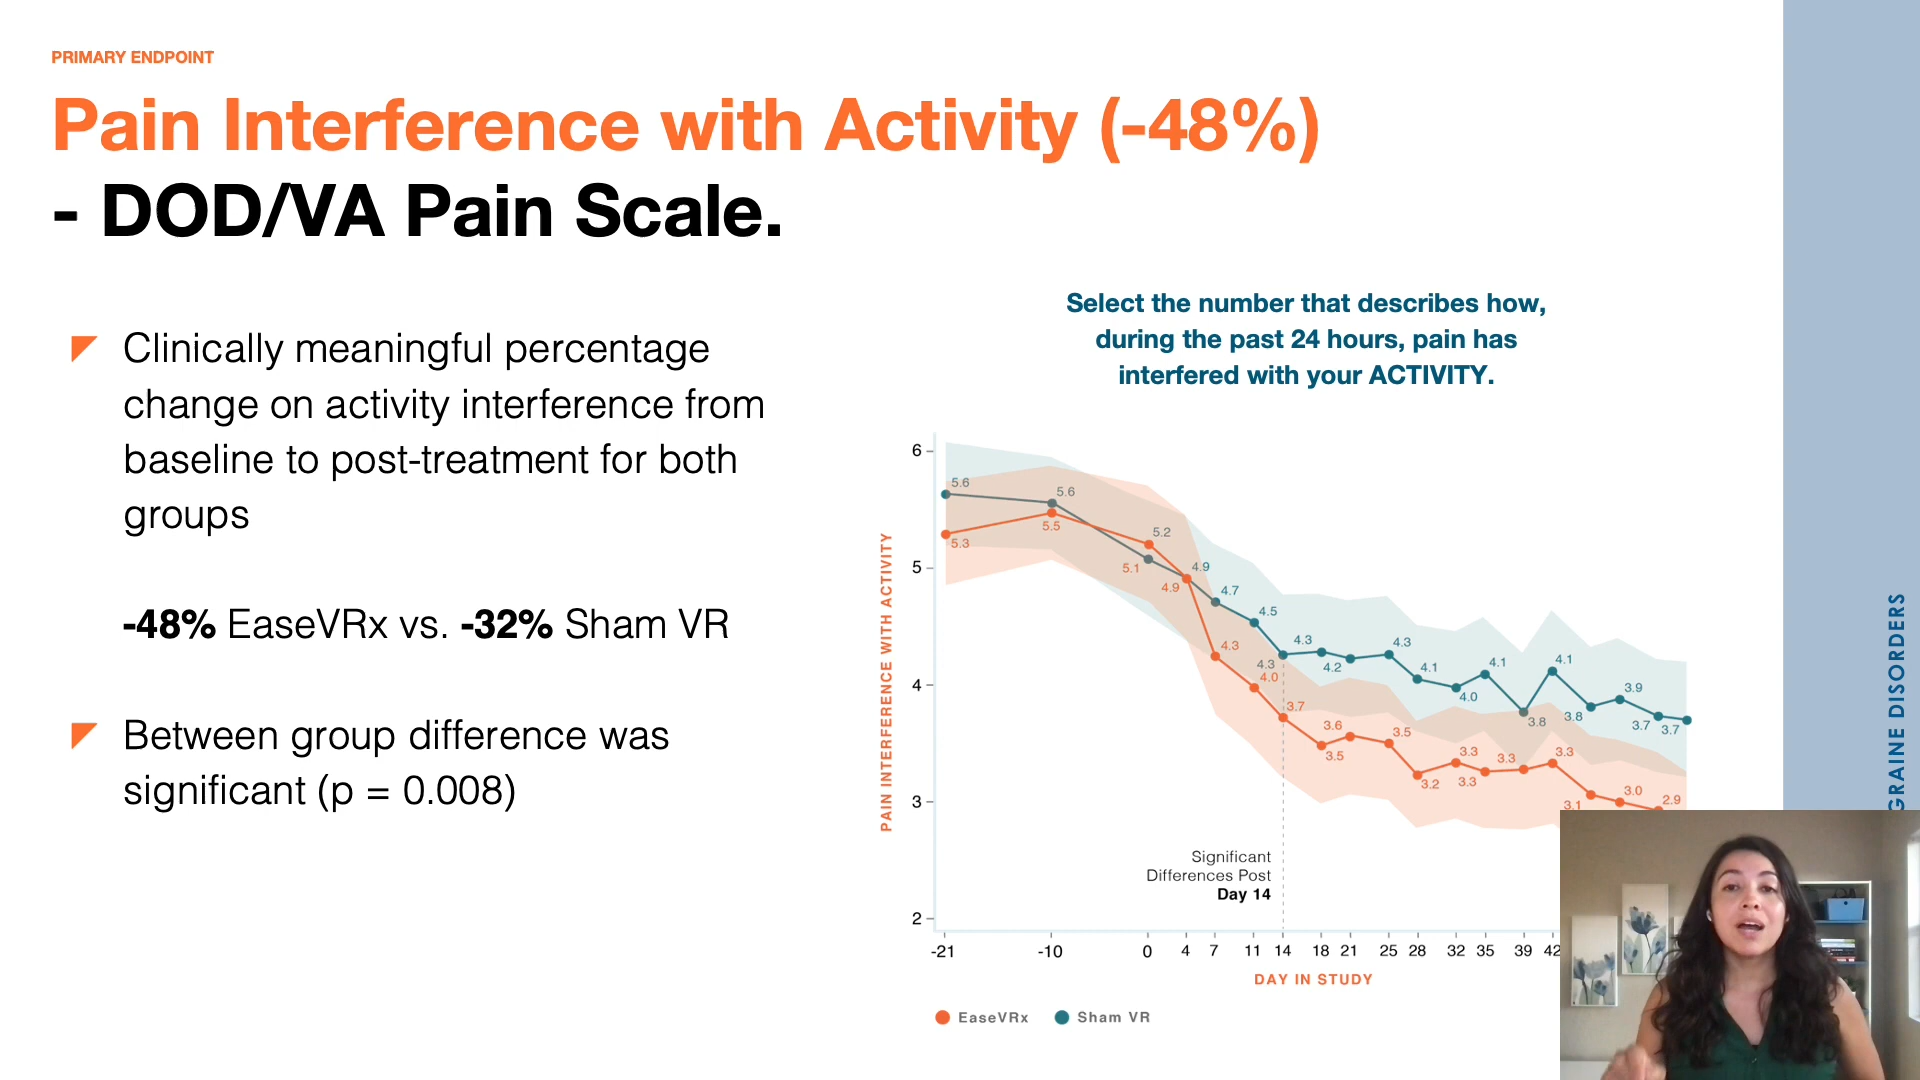 PRIMARY ENDPOINT
Pain Interference with Activity (-48%)
- DOD/VA Pain Scale.
Clinically meaningful percentage
change on activity interference from
baseline to post-treatment for both
groups
-48% EaseVRx vs. -32% Sham VR
Between group difference was
significant (p = 0.008)
Select the number that describes how,
during the past 24 hours, pain has
interfered with your ACTIVITY.
PAIN INTERFERENCE WITH ACTIVITY
6
5
4
3
2
5.6
5.6
5.3
5.5
5.2
5.1
4.9
4.9
4.7
4.5
4.3
4.3
4.3
4.0
4.2
4.3
4.1
4.0
4.1
3.8
4.1
3.8
3.9
3.7
3.7
3.7
3.5
3.6
3.5
3.2
3.3
3.3
3.3
3.3
3.1
3.0
2.9
Significant
Differences Post
Day 14
-21 -10 0 4 7 11 14 18 21 25 28 32 35 39 42
DAY IN STUDY
EaseVRx Sham VR
GRAINE DISORDERS